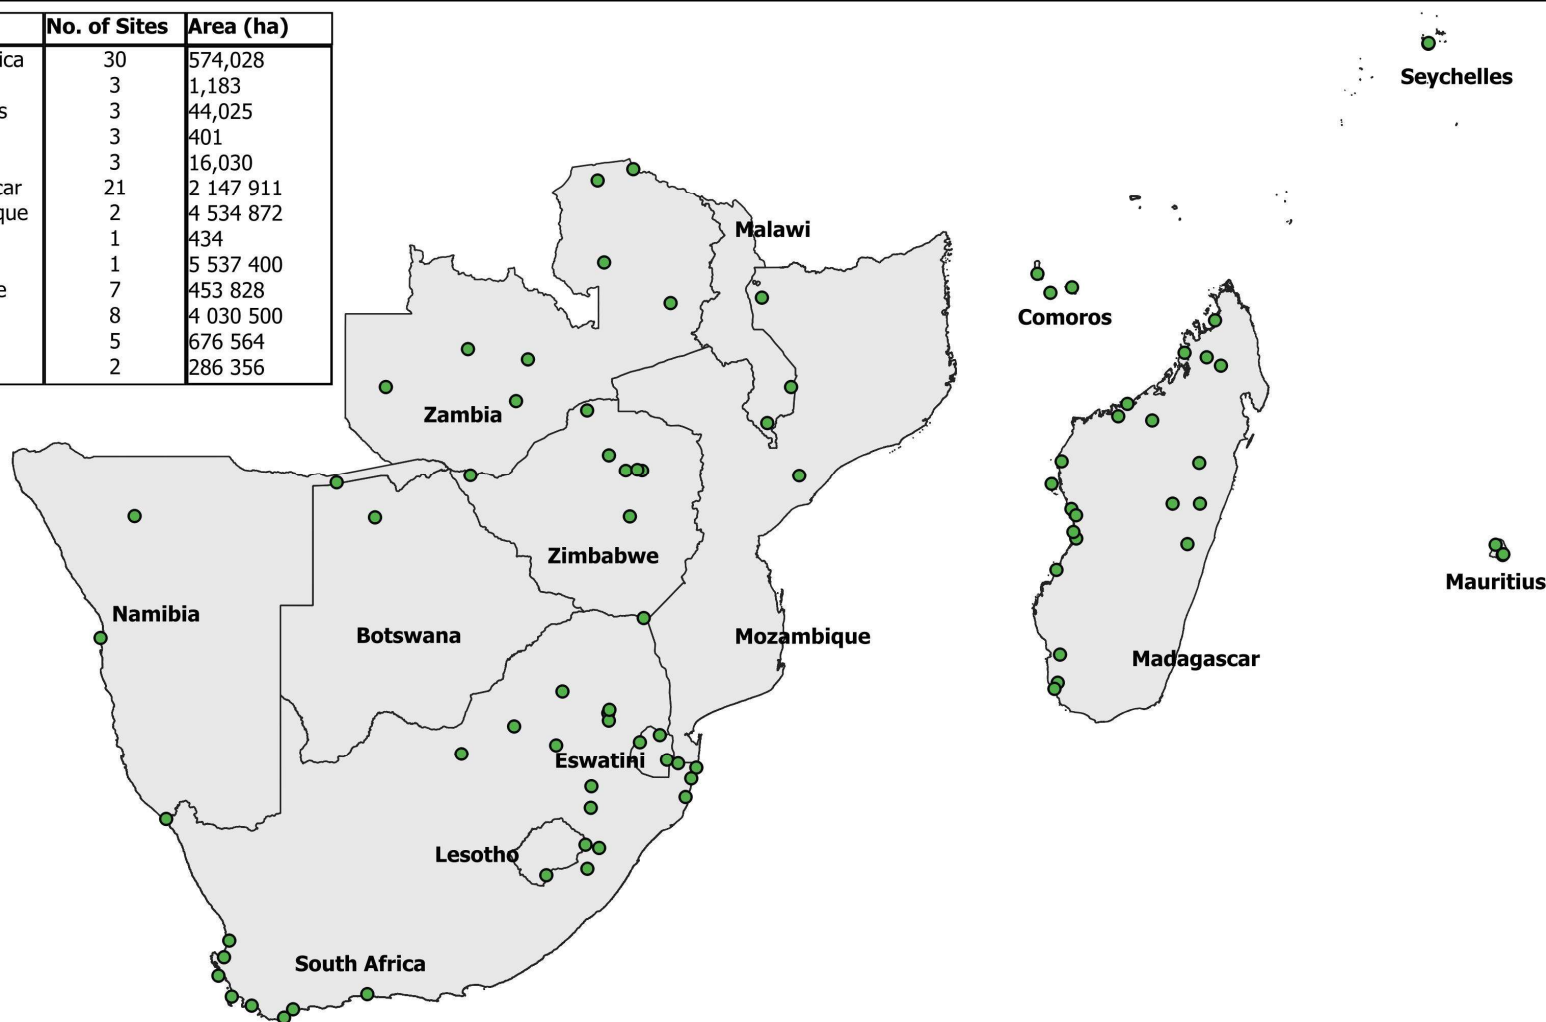 No. of Sites Area (ha)
ica 30 574,028
3 1,183
s 3 44,025
3 401
3 16,030
car 21 2 147 911
que 2 4 534 872
1 434
1 5 537 400
e 7 453 828
8 4 030 500
5 676 564
2 286 356
Seychelles
Malawi
Comoros
Zambia
Zimbabwe
Mauritius
Namibia
Botswana
Mozambique
Madagascar
Eswatini
Lesotho
South Africa